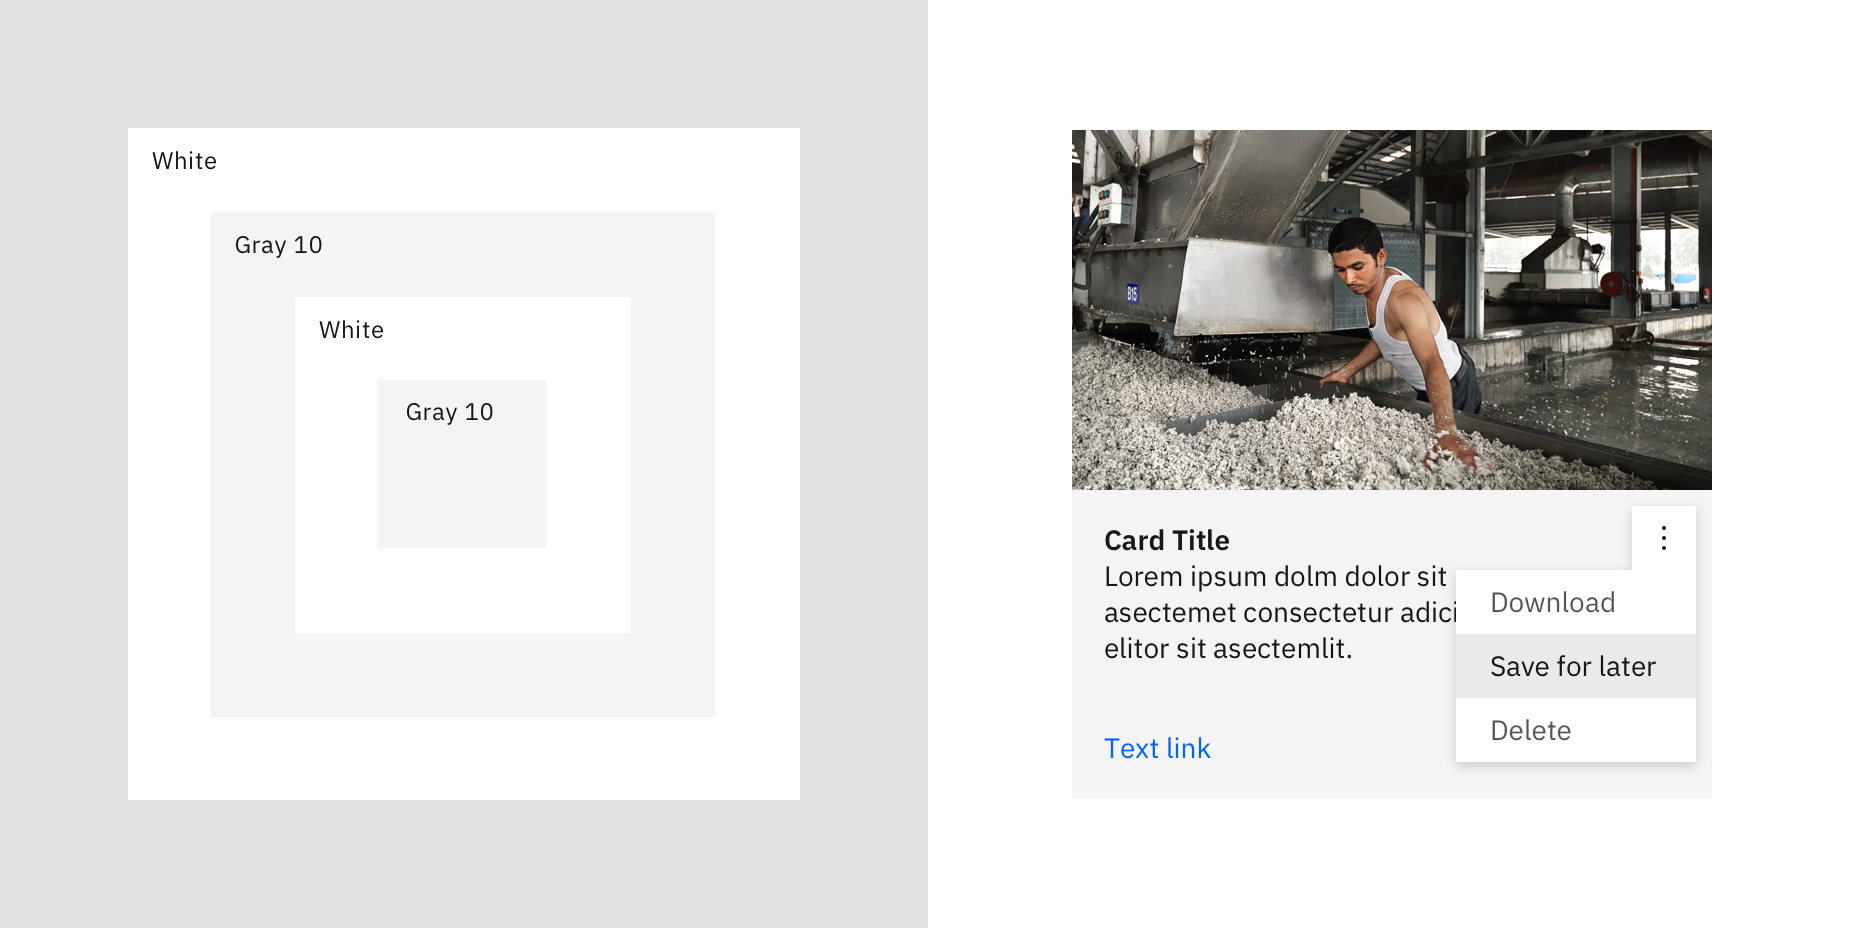 White
Gray 10
White
Gray 10
B15
Card Title
Lorem ipsum dolm dolor sit
asectemet consectetur adici
elitor sit asectemlit.
Download
Save for later
Delete
Text link